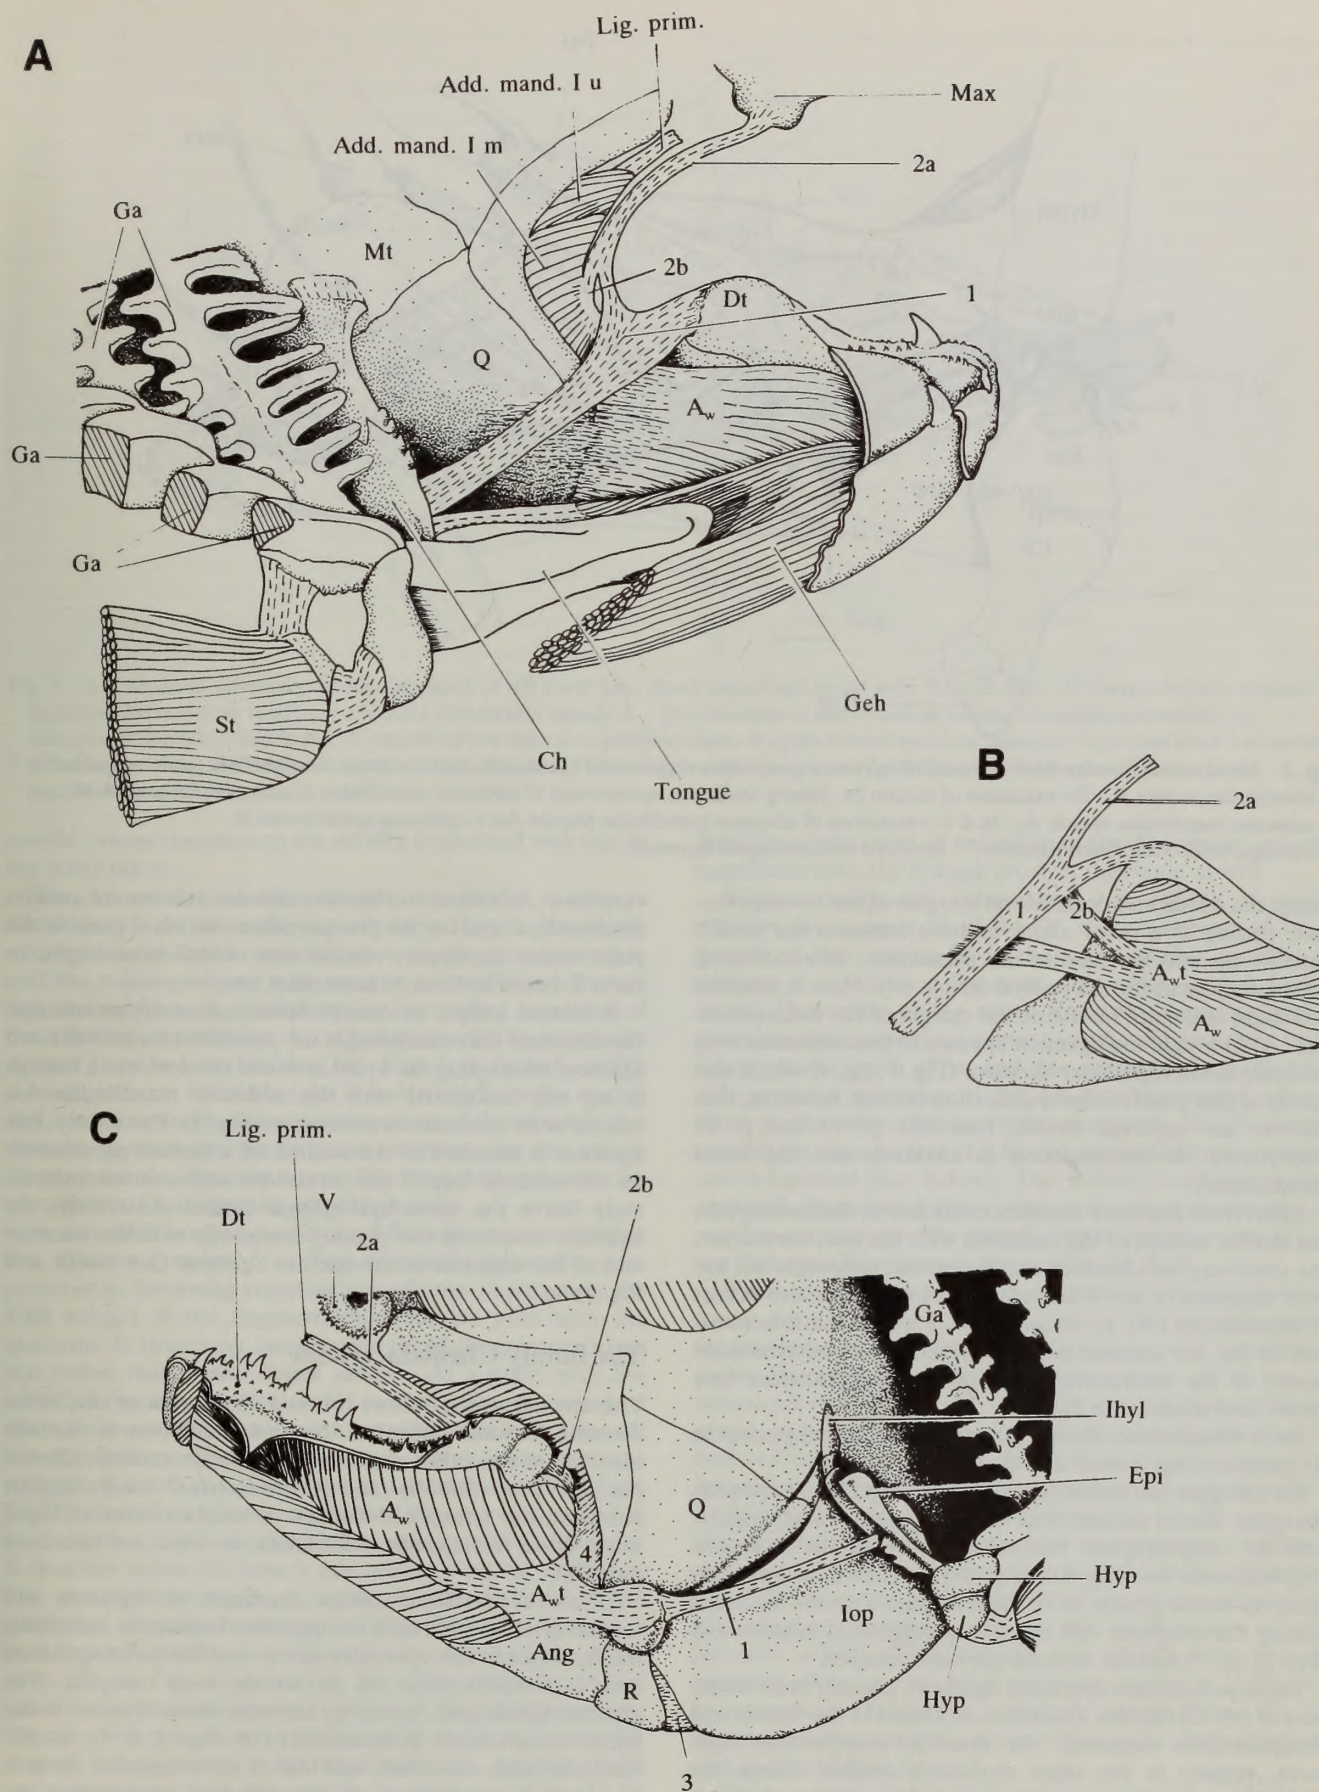 A
Lig. prim.
Add. mand. I u
Max
Add. mand. I m
2a
Ga
Mt
2b
Dt
1
Q
A_w
Ga
Ga
Geh
St
Ch
Tongue
B
2a
1
2b
A_wt
A_w
C
Lig. prim.
V
2b
Dt
2a
Ga
Ihyl
Epi
Q
A_w
4
Hyp
A_wt
Iop
1
Ang
R
Hyp
3